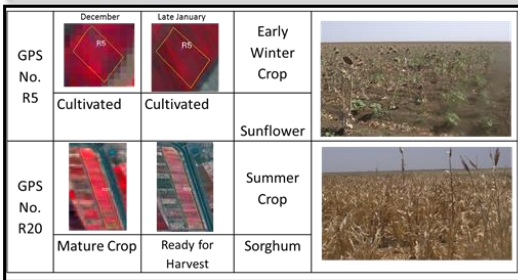 December
Late January
GPS
No.
R5
R5
R5
Early
Winter
Crop
Cultivated
Cultivated
Sunflower
GPS
No.
R20
Summer
Crop
Mature Crop
Ready for
Harvest
Sorghum